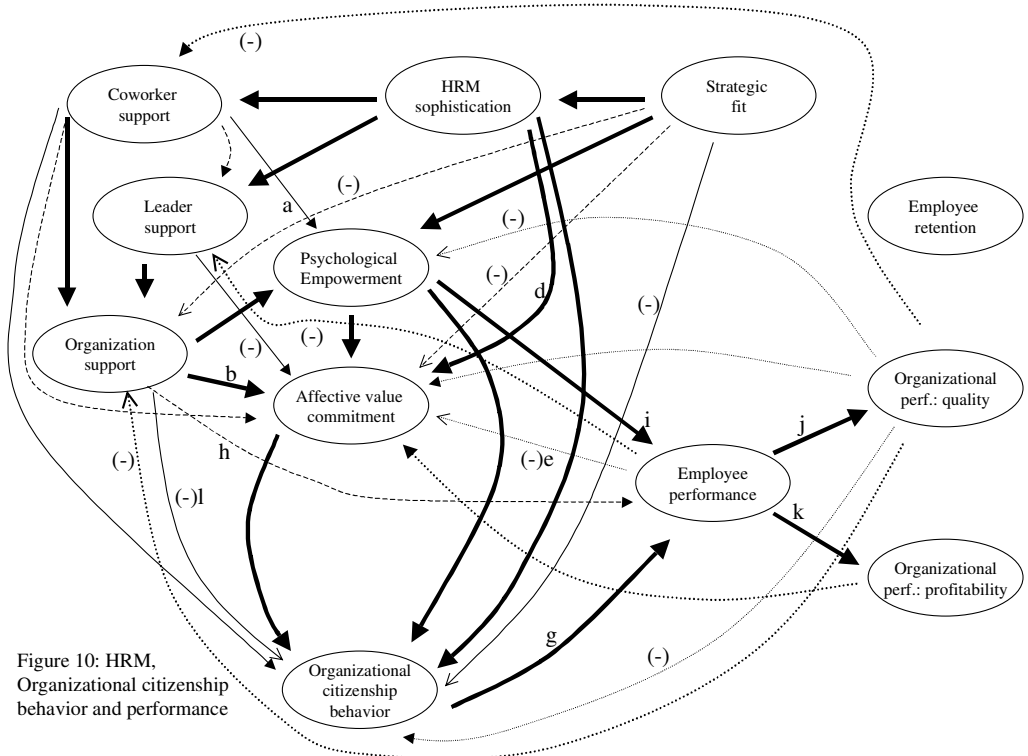 (-)
Coworker
support
HRM
sophistication
Strategic
fit
(-)
a
Leader
support
Employee
retention
(-)
Psychological
Empowerment
(-)
d
(-)
Organization
support
(-)
(-)
b
Affective value
commitment
Organizational
perf.: quality
i
j
h
(-)
(-)e
Employee
performance
(-)l
k
Organizational
perf.: profitability
g
(-)
Figure 10: HRM,
Organizational citizenship
behavior and performance
Organizational
citizenship
behavior